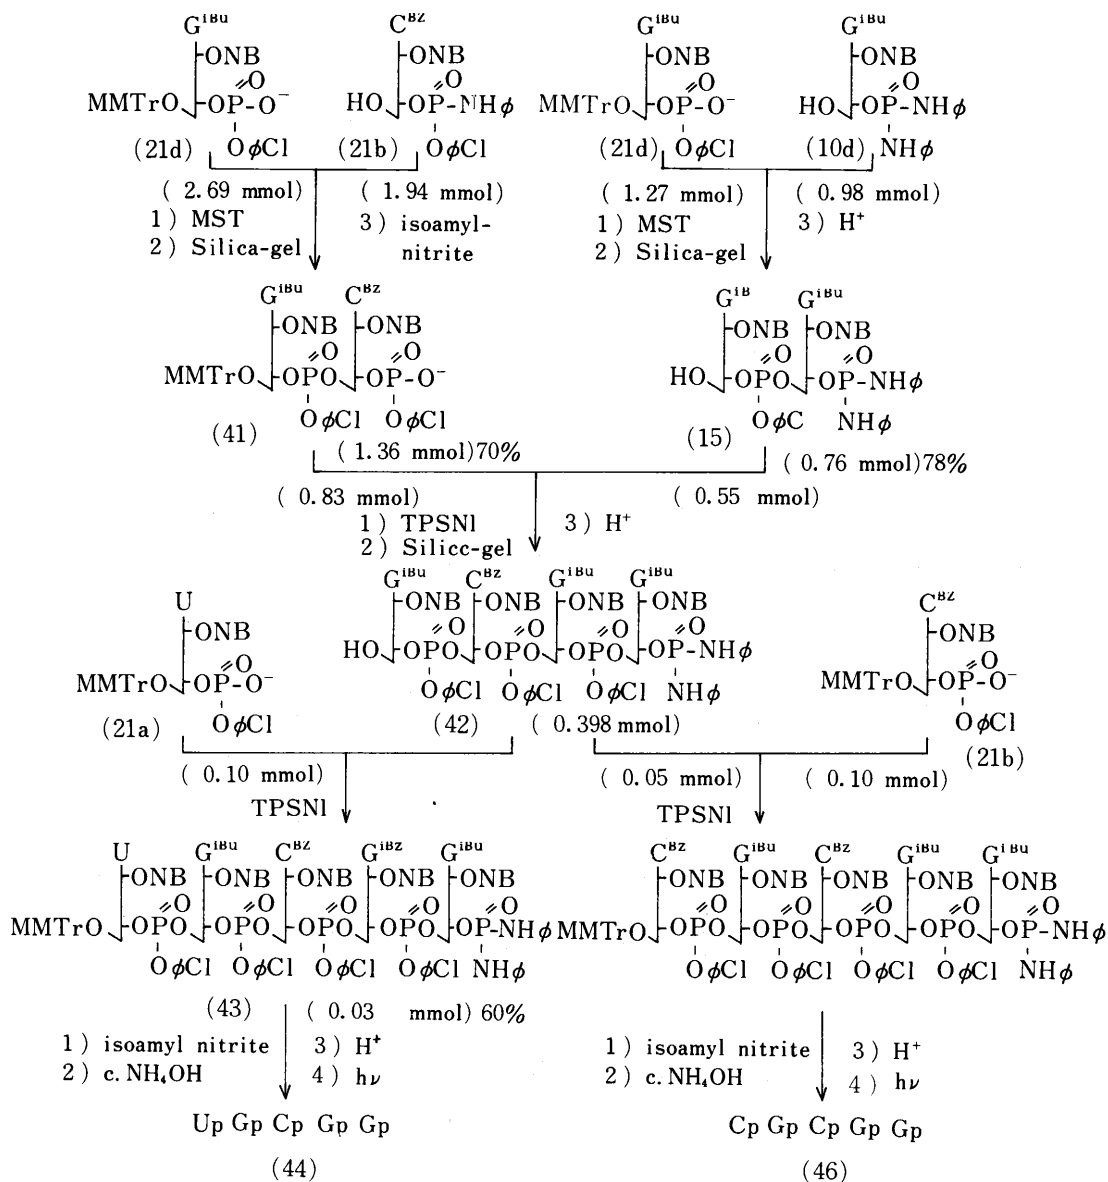 G^iBu C^BZ G^iBu G^iBu
ONB ONB ONB ONB
O O O O
MMTrO OP-O⁻ HO OP-NHϕ MMTrO OP-O⁻ HO OP-NHϕ
(21d) OϕCl (21b) OϕCl (21d) OϕCl (10d) NHϕ
( 2.69 mmol) ( 1.94 mmol) ( 1.27 mmol) ( 0.98 mmol)
1 ) MST 3 ) isoamyl- 1 ) MST 3 ) H⁺
2 ) Silica-gel nitrite 2 ) Silica-gel
G^iBu C^BZ G^iB G^iBu
ONB ONB ONB ONB
O O O O
MMTrO OPO OP-O⁻ HO OPO OP-NHϕ
OϕCl OϕCl OϕC NHϕ
(41) ( 1.36 mmol)70% (15) ( 0.76 mmol)78%
( 0.83 mmol) ( 0.55 mmol)
1 ) TPSNl 3 ) H⁺
2 ) Silicc-gel
G^iBu C^BZ G^iBu G^iBu
U ONB ONB ONB ONB C^BZ
ONB O O O O ONB
O HO OPO OPO OPO OP-NHϕ O
MMTrO OP-O⁻ OϕCl OϕCl OϕCl NHϕ MMTrO OP-O⁻
(21a) OϕCl (42) ( 0.398 mmol) OϕCl
(21b)
( 0.10 mmol) ( 0.05 mmol) ( 0.10 mmol)
TPSNl TPSNl
U G^iBu C^BZ G^iBz G^iBu C^BZ G^iBu C^BZ G^iBu G^iBu
ONB ONB ONB ONB ONB ONB ONB ONB ONB ONB
O O O O O O O O O O
MMTrO OPO OPO OPO OPO OP-NHϕ MMTrO OPO OPO OPO OPO OP-NHϕ
OϕCl OϕCl OϕCl OϕCl NHϕ OϕCl OϕCl OϕCl OϕCl NHϕ
(43) ( 0.03 mmol) 60%
1 ) isoamyl nitrite 3 ) H⁺ 1 ) isoamyl nitrite 3 ) H⁺
2 ) c.NH₄OH 4 ) hν 2 ) c.NH₄OH 4 ) hν
Up Gp Cp Gp Gp Cp Gp Cp Gp Gp
(44) (46)